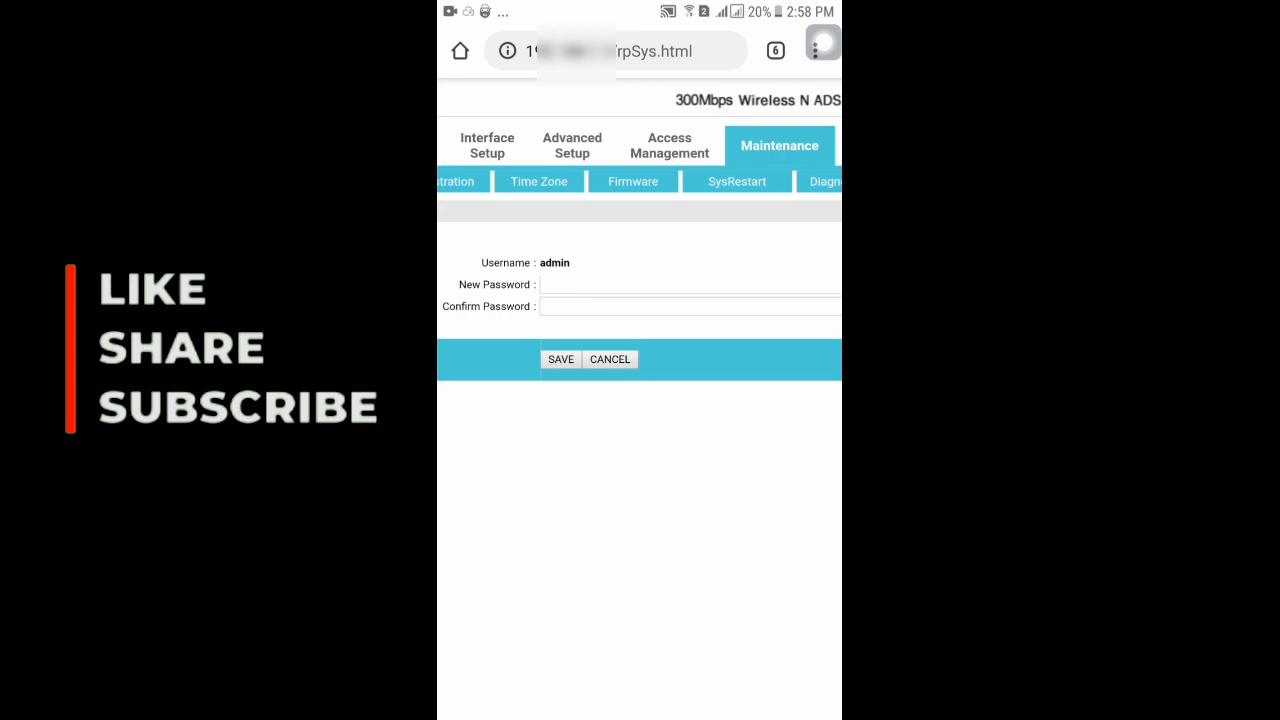 ... 20% 2:58 PM
/rpSys.html 6
300Mbps Wireless N ADS
Interface Setup Advanced Setup Access Management Maintenance
stration Time Zone Firmware SysRestart Diagn
Username : admin
New Password :
Confirm Password :
SAVE CANCEL
LIKE
SHARE
SUBSCRIBE